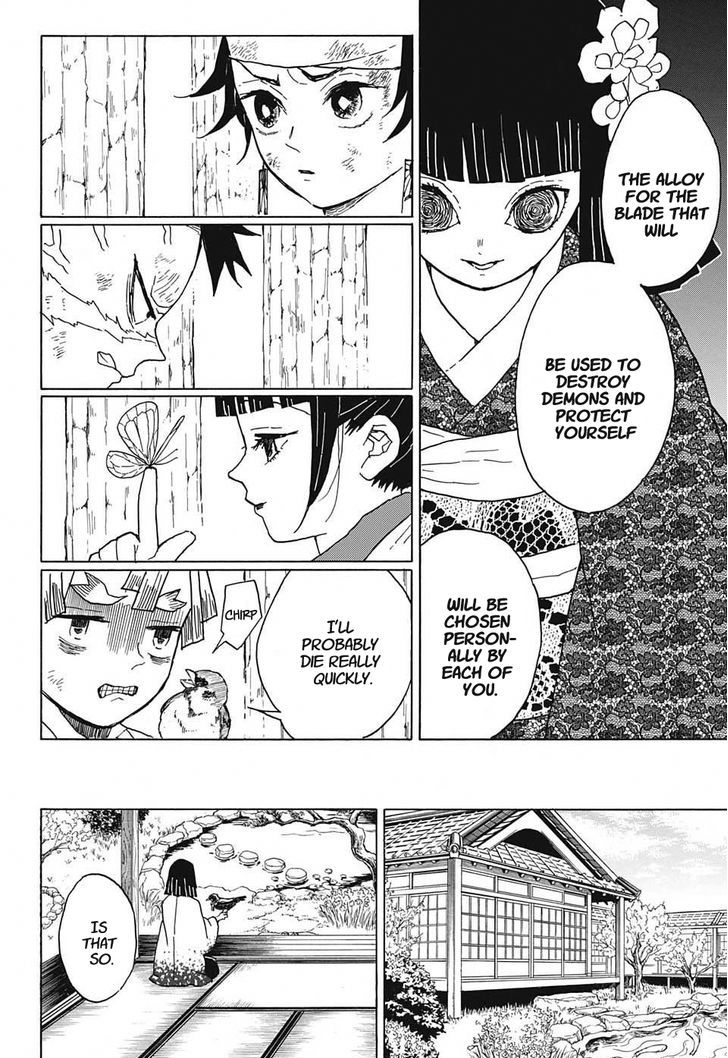 THE ALLOY
FOR THE
BLADE THAT
WILL
BE USED TO
DESTROY
DEMONS AND
PROTECT
YOURSELF
WILL BE
CHOSEN
PERSON-
ALLY BY
EACH OF
YOU.
I'LL
PROBABLY
DIE REALLY
QUICKLY.
CHIRP
IS
THAT
SO.